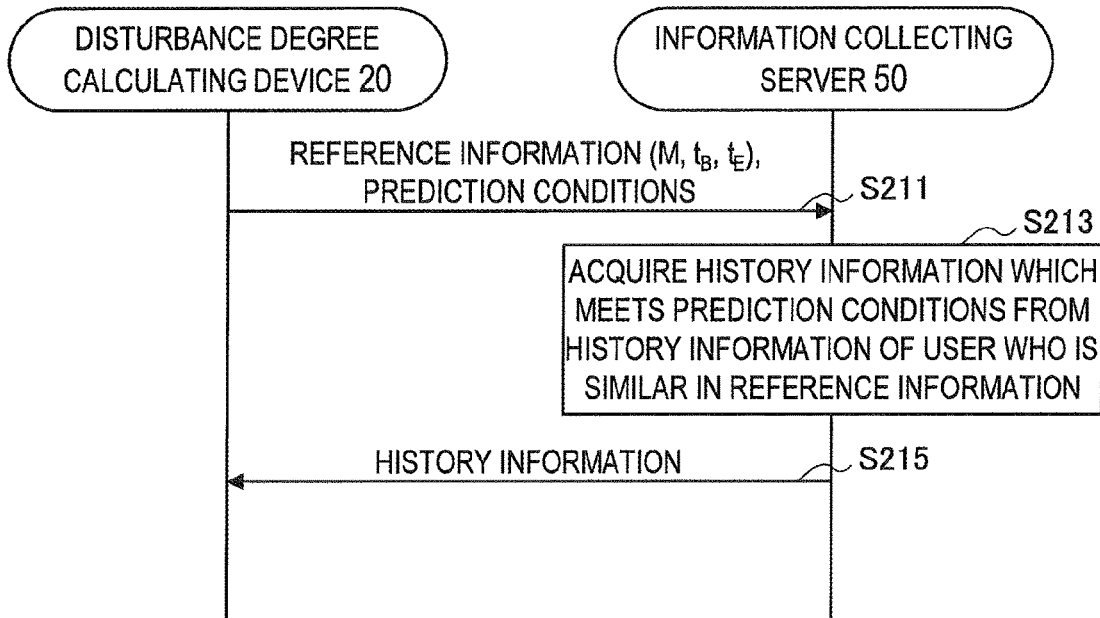 DISTURBANCE DEGREE
CALCULATING DEVICE 20
INFORMATION COLLECTING
SERVER 50
REFERENCE INFORMATION (M, tB, tE),
PREDICTION CONDITIONS
S211
S213
ACQUIRE HISTORY INFORMATION WHICH
MEETS PREDICTION CONDITIONS FROM
HISTORY INFORMATION OF USER WHO IS
SIMILAR IN REFERENCE INFORMATION
HISTORY INFORMATION
S215